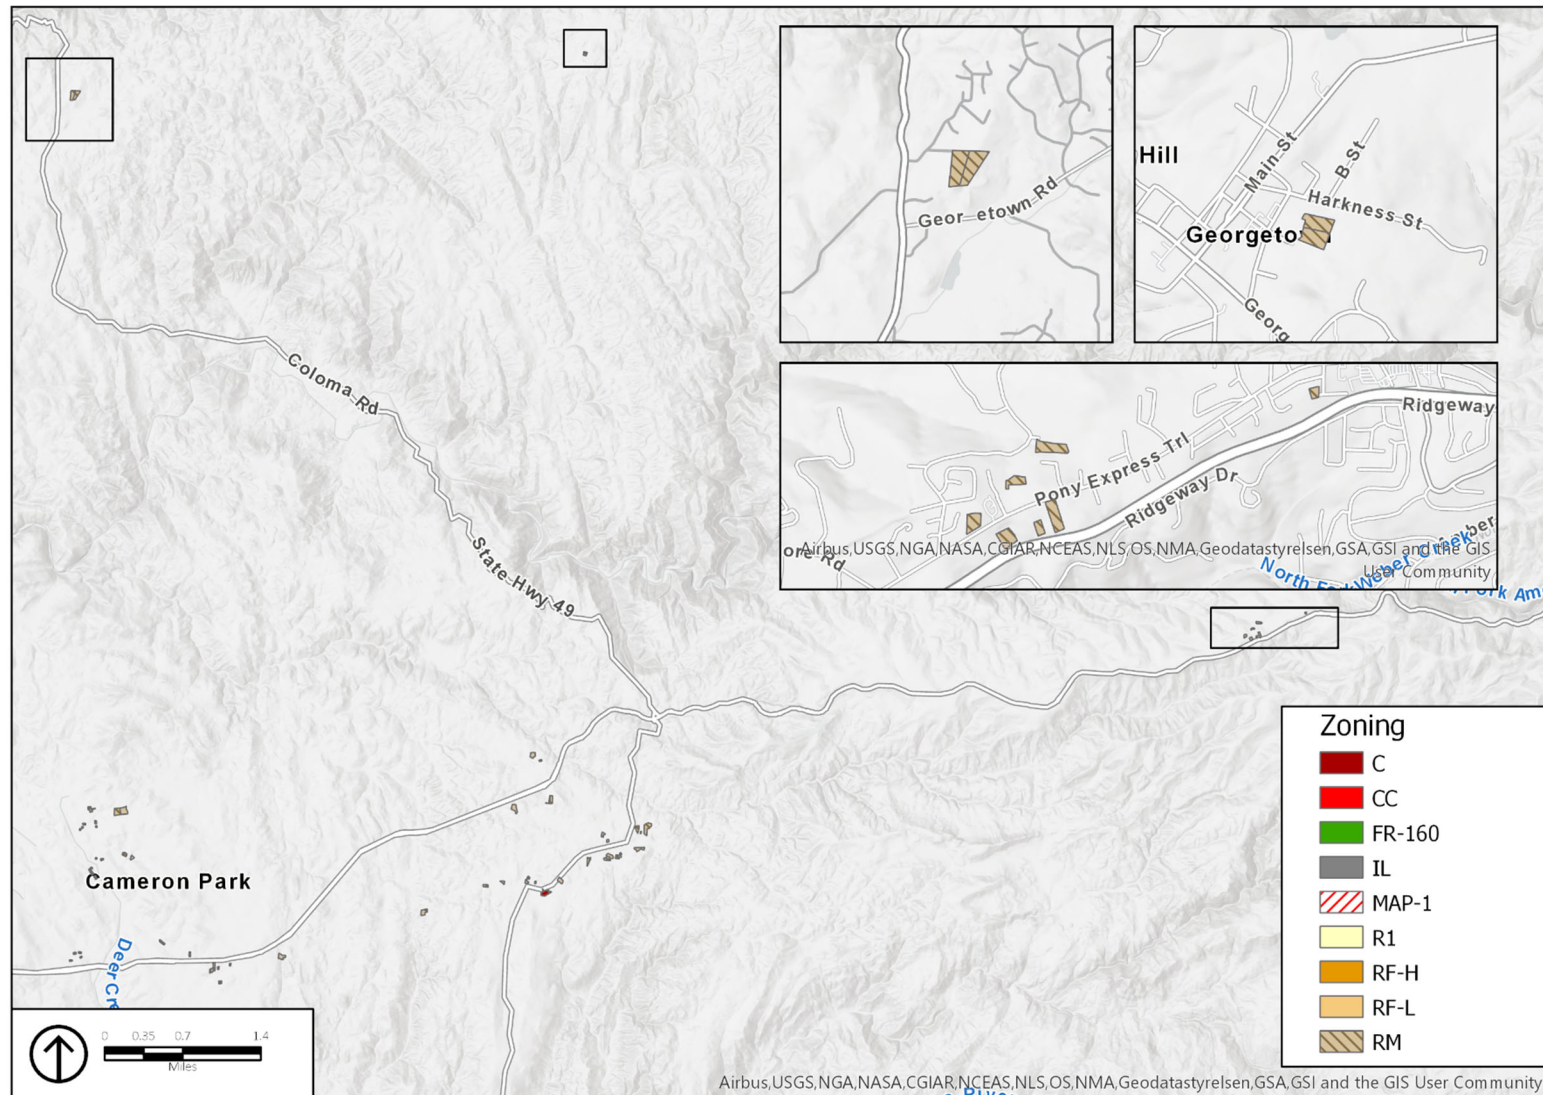 Geor etown Rd
Hill
Main St
B St
Harkness St
Georgeto
Georg
Coloma Rd
Ridgeway
Pony Express Trl
Ridgeway Dr
ore Rd
ber
Airbus,USGS,NGA,NASA,CGIAR,NCEAS,NLS,OS,NMA,Geodatastyrelsen,GSA,GSI and the GIS
User Community
North Fork Weber Creek
State Hwy 49
Cameron Park
Deer Cre
Zoning
C
CC
FR-160
IL
MAP-1
R1
RF-H
RF-L
RM
0 0.35 0.7 1.4
Miles
Airbus,USGS,NGA,NASA,CGIAR,NCEAS,NLS,OS,NMA,Geodatastyrelsen,GSA,GSI and the GIS User Community